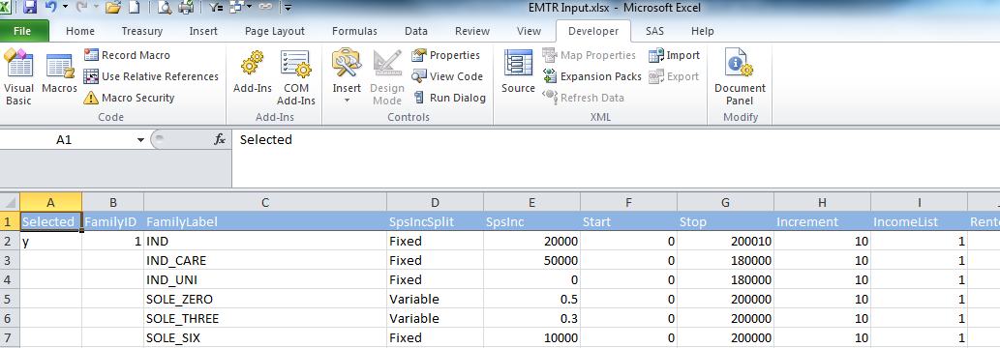 EMTR Input.xlsx - Microsoft Excel
File Home Treasury Insert Page Layout Formulas Data Review View Developer SAS Help
Visual Basic Macros Record Macro Use Relative References Macro Security
Add-Ins COM Add-Ins
Insert Design Mode Properties View Code Run Dialog
Source Map Properties Expansion Packs Refresh Data Import Export
Document Panel
Code Add-Ins Controls XML Modify
A1 fx Selected
A B C D E F G H I
1 Selected FamilyID FamilyLabel SpsIncSplit SpsInc Start Stop Increment IncomeList Rente
2 y 1 IND Fixed 20000 0 200010 10 1
3 IND_CARE Fixed 50000 0 180000 10 1
4 IND_UNI Fixed 0 0 180000 10 1
5 SOLE_ZERO Variable 0.5 0 200000 10 1
6 SOLE_THREE Variable 0.3 0 200000 10 1
7 SOLE_SIX Fixed 10000 0 200000 10 1